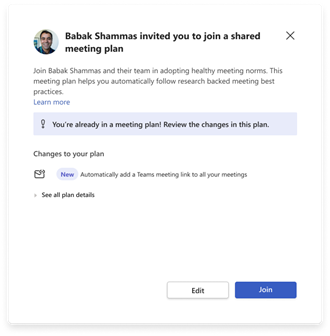 Babak Shammas invited you to join a shared
meeting plan
Join Babak Shammas and their team in adopting healthy meeting norms. This
meeting plan helps you automatically follow research backed meeting best
practices.
Learn more
You're already in a meeting plan! Review the changes in this plan.
Changes to your plan
New Automatically add a Teams meeting link to all your meetings
See all plan details
Edit Join